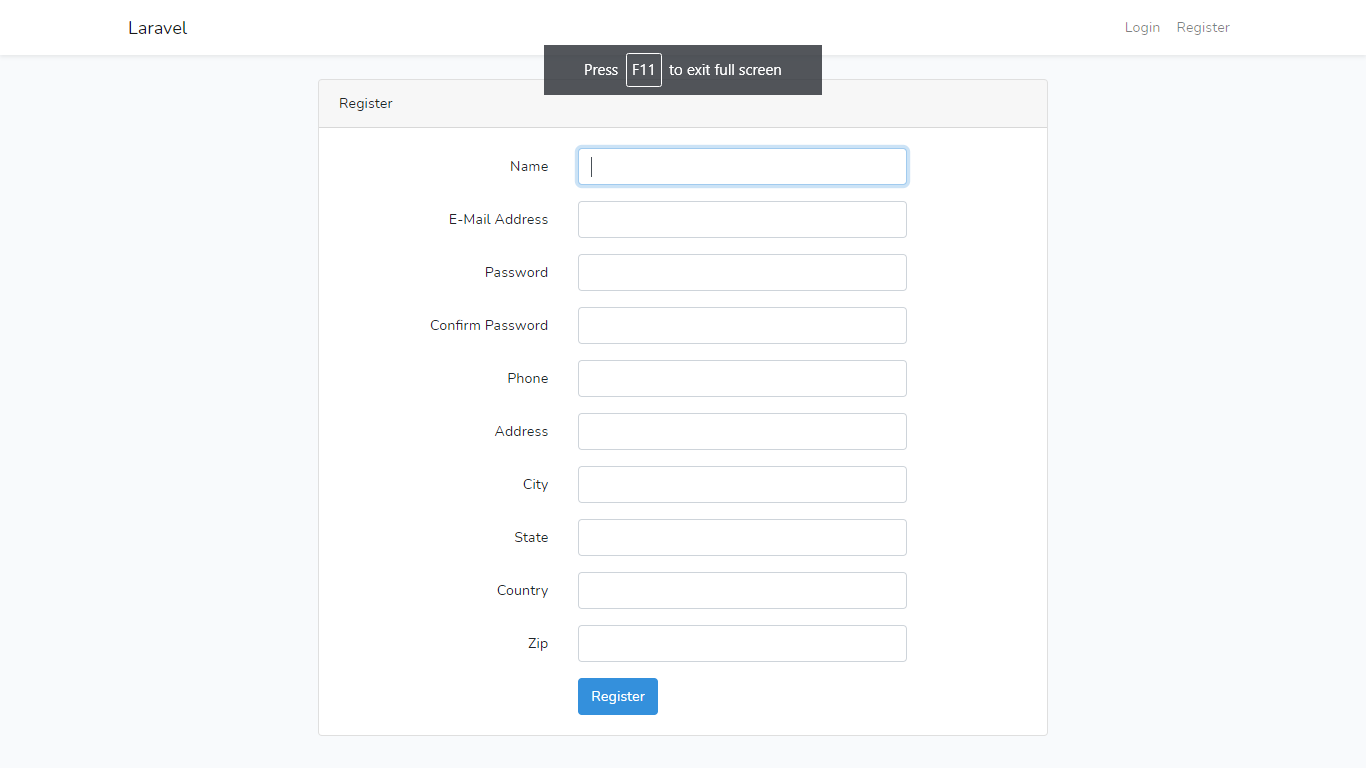 Laravel
Login Register
Press F11 to exit full screen
Register
Name
E-Mail Address
Password
Confirm Password
Phone
Address
City
State
Country
Zip
Register